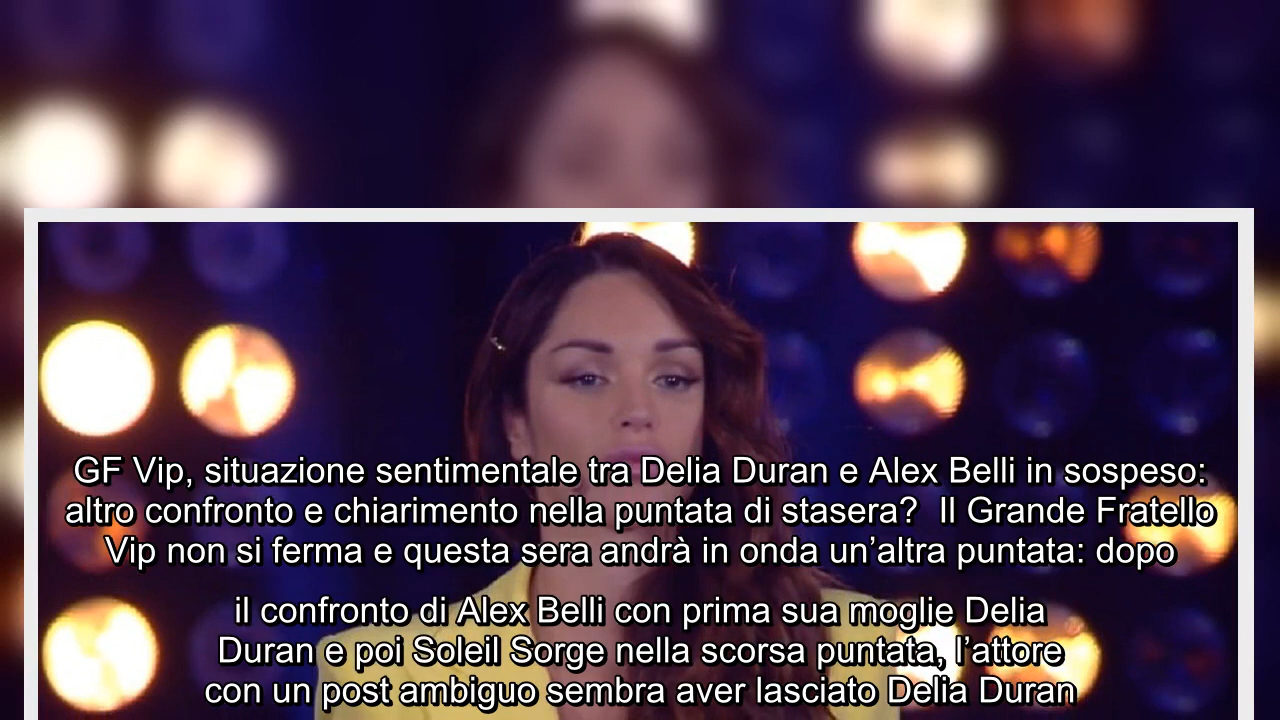 GF Vip, situazione sentimentale tra Delia Duran e Alex Belli in sospeso:
altro confronto e chiarimento nella puntata di stasera?  Il Grande Fratello
Vip non si ferma e questa sera andrà in onda un’altra puntata: dopo
il confronto di Alex Belli con prima sua moglie Delia
Duran e poi Soleil Sorge nella scorsa puntata, l’attore
con un post ambiguo sembra aver lasciato Delia Duran